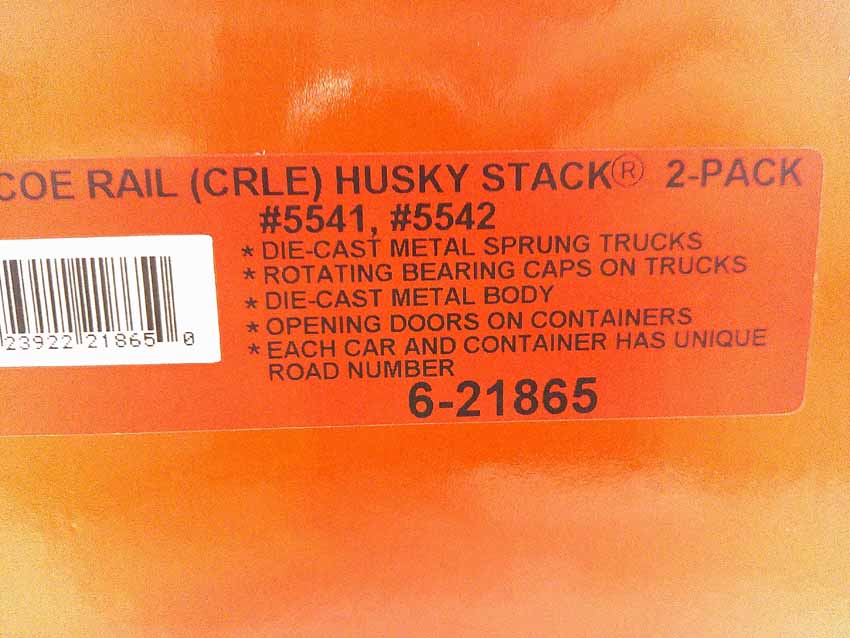 COE RAIL (CRLE) HUSKY STACK® 2-PACK
#5541, #5542
* DIE-CAST METAL SPRUNG TRUCKS
* ROTATING BEARING CAPS ON TRUCKS
* DIE-CAST METAL BODY
* OPENING DOORS ON CONTAINERS
* EACH CAR AND CONTAINER HAS UNIQUE
ROAD NUMBER
6-21865
23922 21865 0